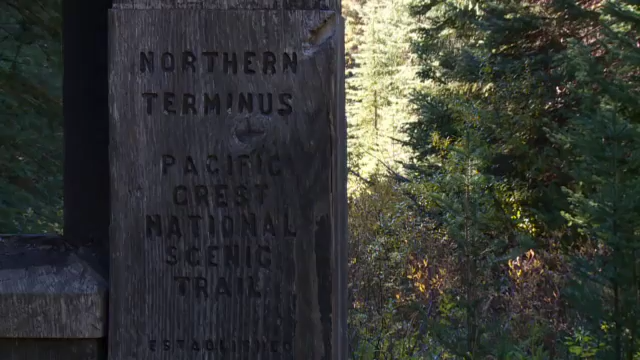 NORTHERN
TERMINUS
PACIFIC
CREST
NATIONAL
SCENIC
TRAIL
ESTABLISHED